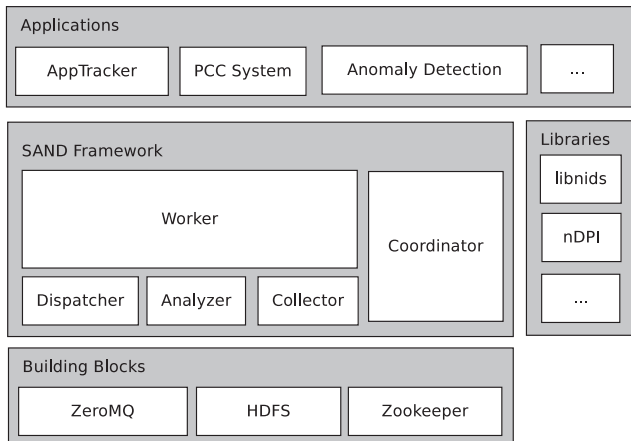 Applications
AppTracker
PCC System
Anomaly Detection
...
SAND Framework
Worker
Coordinator
Dispatcher
Analyzer
Collector
Libraries
libnids
nDPI
...
Building Blocks
ZeroMQ
HDFS
Zookeeper